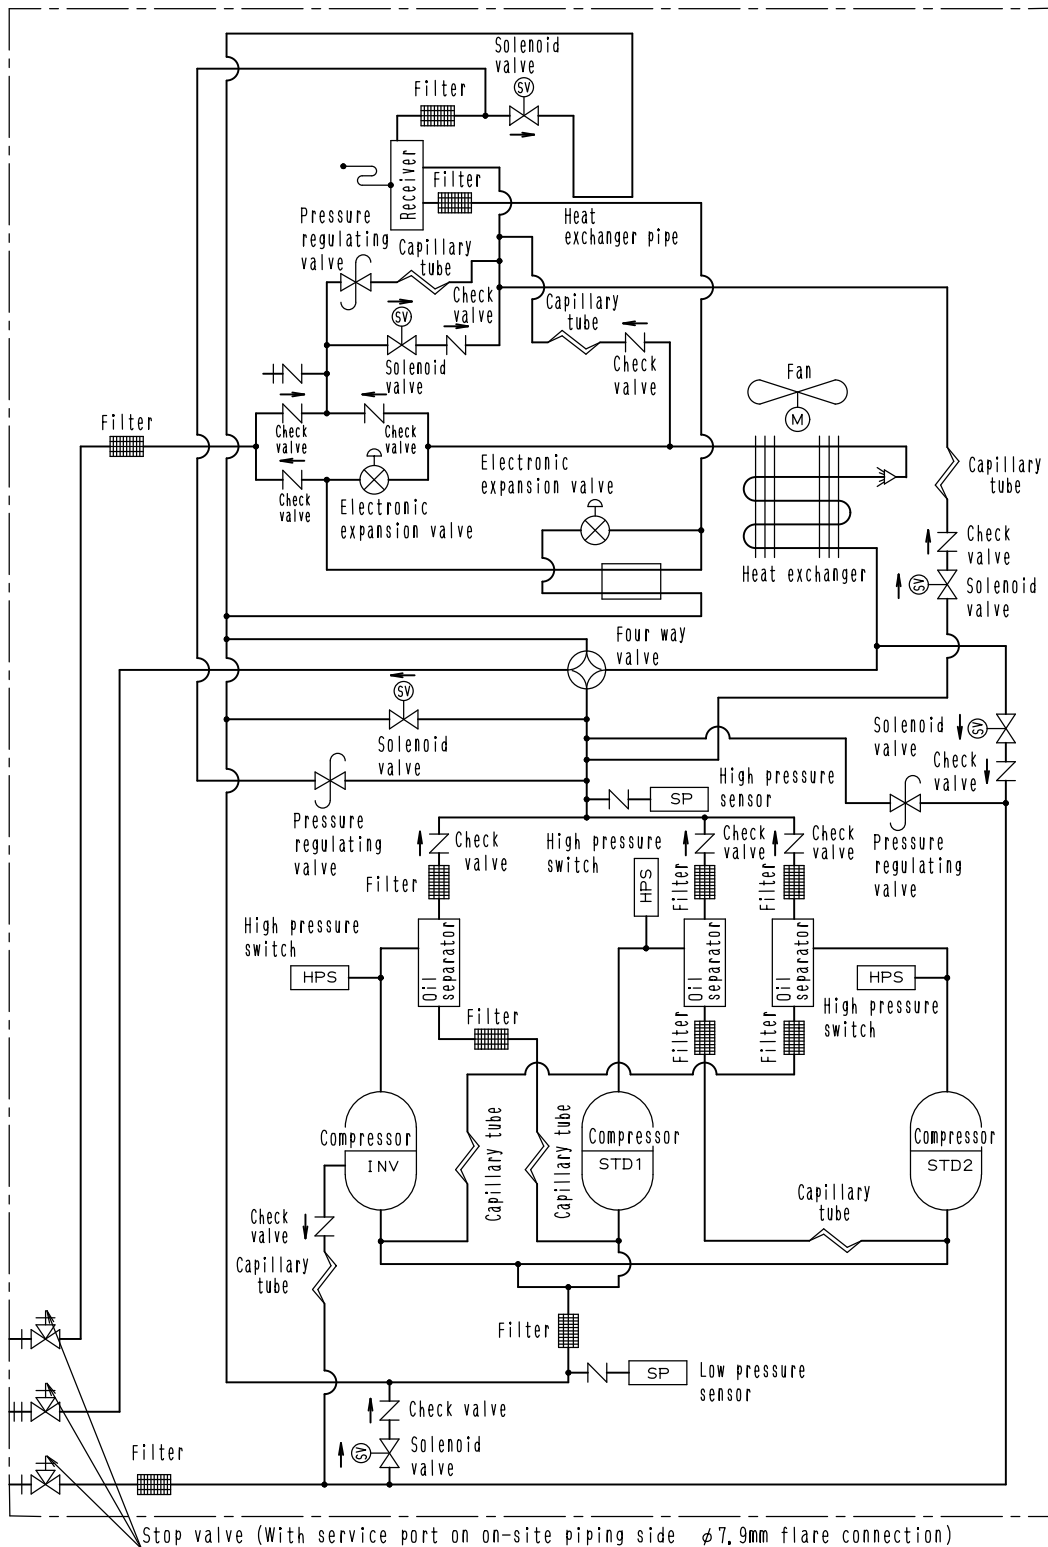 Solenoid
valve
SV
Filter
Receiver
Filter
Heat
exchanger pipe
Pressure
regulating
valve
Capillary
tube
Check
valve
SV
Solenoid
valve
Capillary
tube
Check
valve
Fan
M
Filter
Check
valve
Check
valve
Check
valve
Electronic
expansion valve
Electronic
expansion valve
Capillary
tube
Check
valve
SV
Solenoid
valve
Heat exchanger
Four way
valve
SV
Solenoid
valve
Solenoid
valve
SV
Check
valve
High pressure
sensor
SP
Pressure
regulating
valve
Check
valve
High pressure
switch
Check
valve
Check
valve
Pressure
regulating
valve
Filter
HPS
Filter
Filter
High pressure
switch
HPS
Oil
separator
Oil
separator
Oil
separator
HPS
High pressure
switch
Filter
Filter
Filter
Compressor
INV
Capillary tube
Capillary tube
Compressor
STD1
Compressor
STD2
Capillary
tube
Check
valve
Capillary
tube
Filter
SP
Low pressure
sensor
Check valve
SV
Solenoid
valve
Filter
Stop valve (With service port on on-site piping side ϕ7.9mm flare connection)